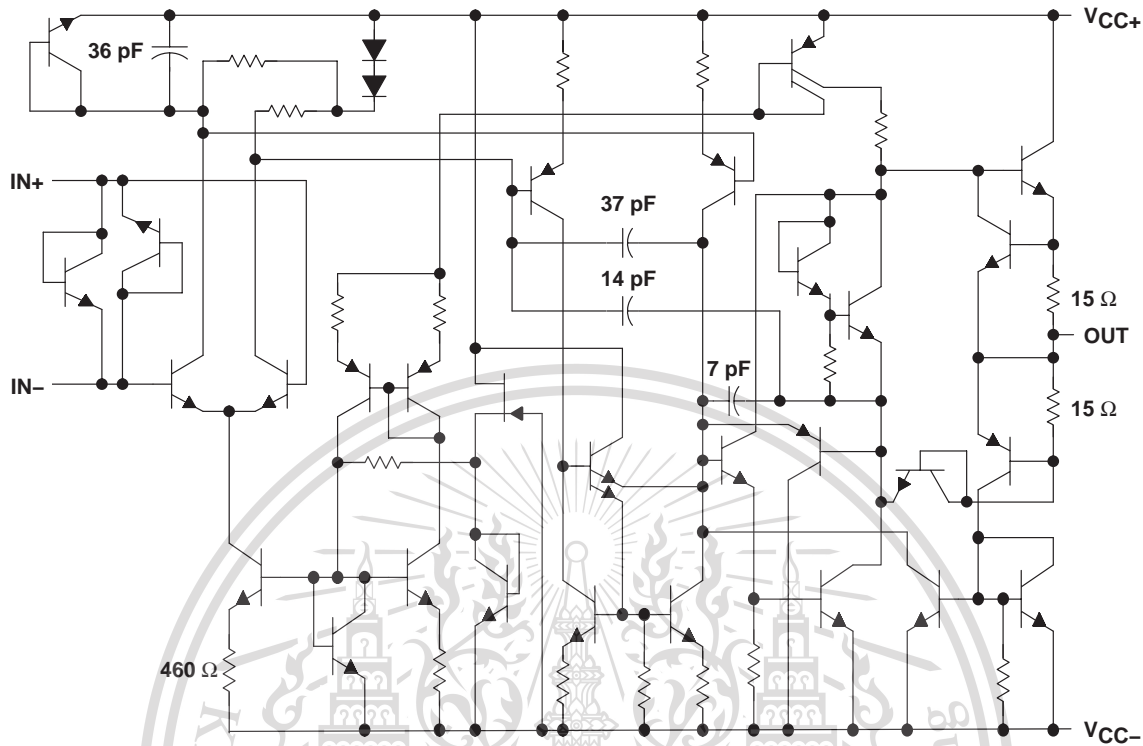 VCC+
36 pF
IN+
37 pF
14 pF
15 Ω
OUT
7 pF
IN−
15 Ω
460 Ω
VCC−